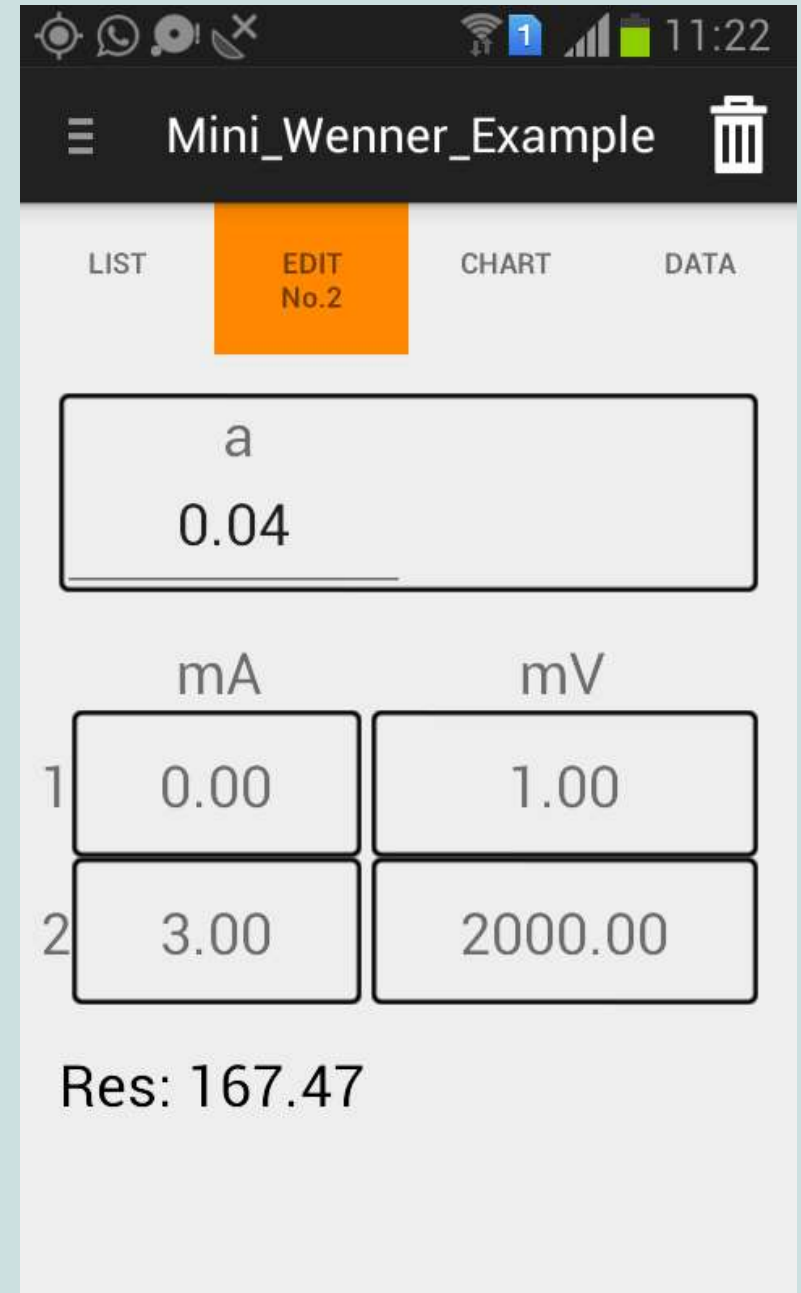 1 11:22
Mini_Wenner_Example
LIST EDIT CHART DATA
No.2
a
0.04
mA mV
1 0.00 1.00
2 3.00 2000.00
Res: 167.47